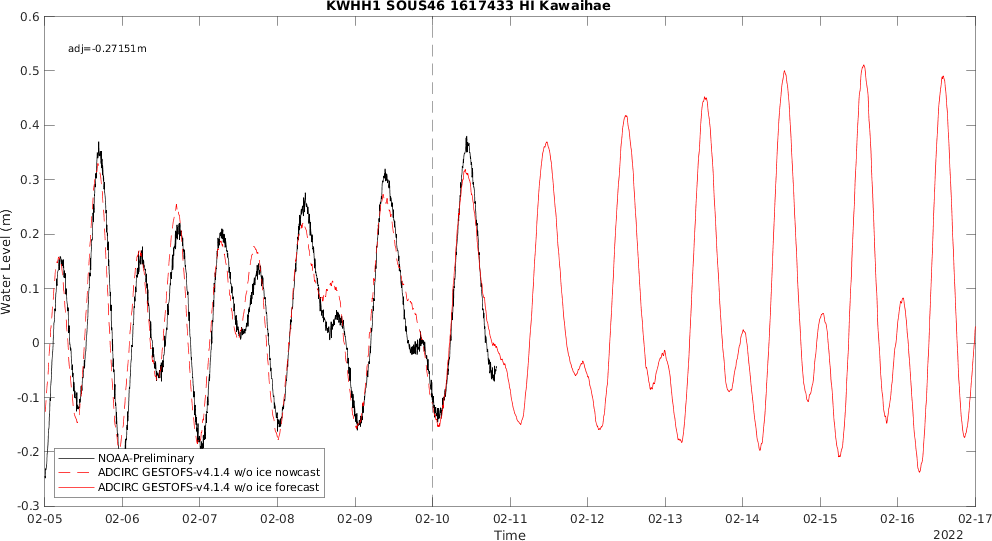 KWHH1 SOUS46 1617433 HI Kawaihae
adj=-0.27151m
Water Level (m)
0.6
0.5
0.4
0.3
0.2
0.1
0
-0.1
-0.2
-0.3
NOAA-Preliminary
ADCIRC GESTOFS-v4.1.4 w/o ice nowcast
ADCIRC GESTOFS-v4.1.4 w/o ice forecast
02-05 02-06 02-07 02-08 02-09 02-10 02-11 02-12 02-13 02-14 02-15 02-16 02-17
Time
2022